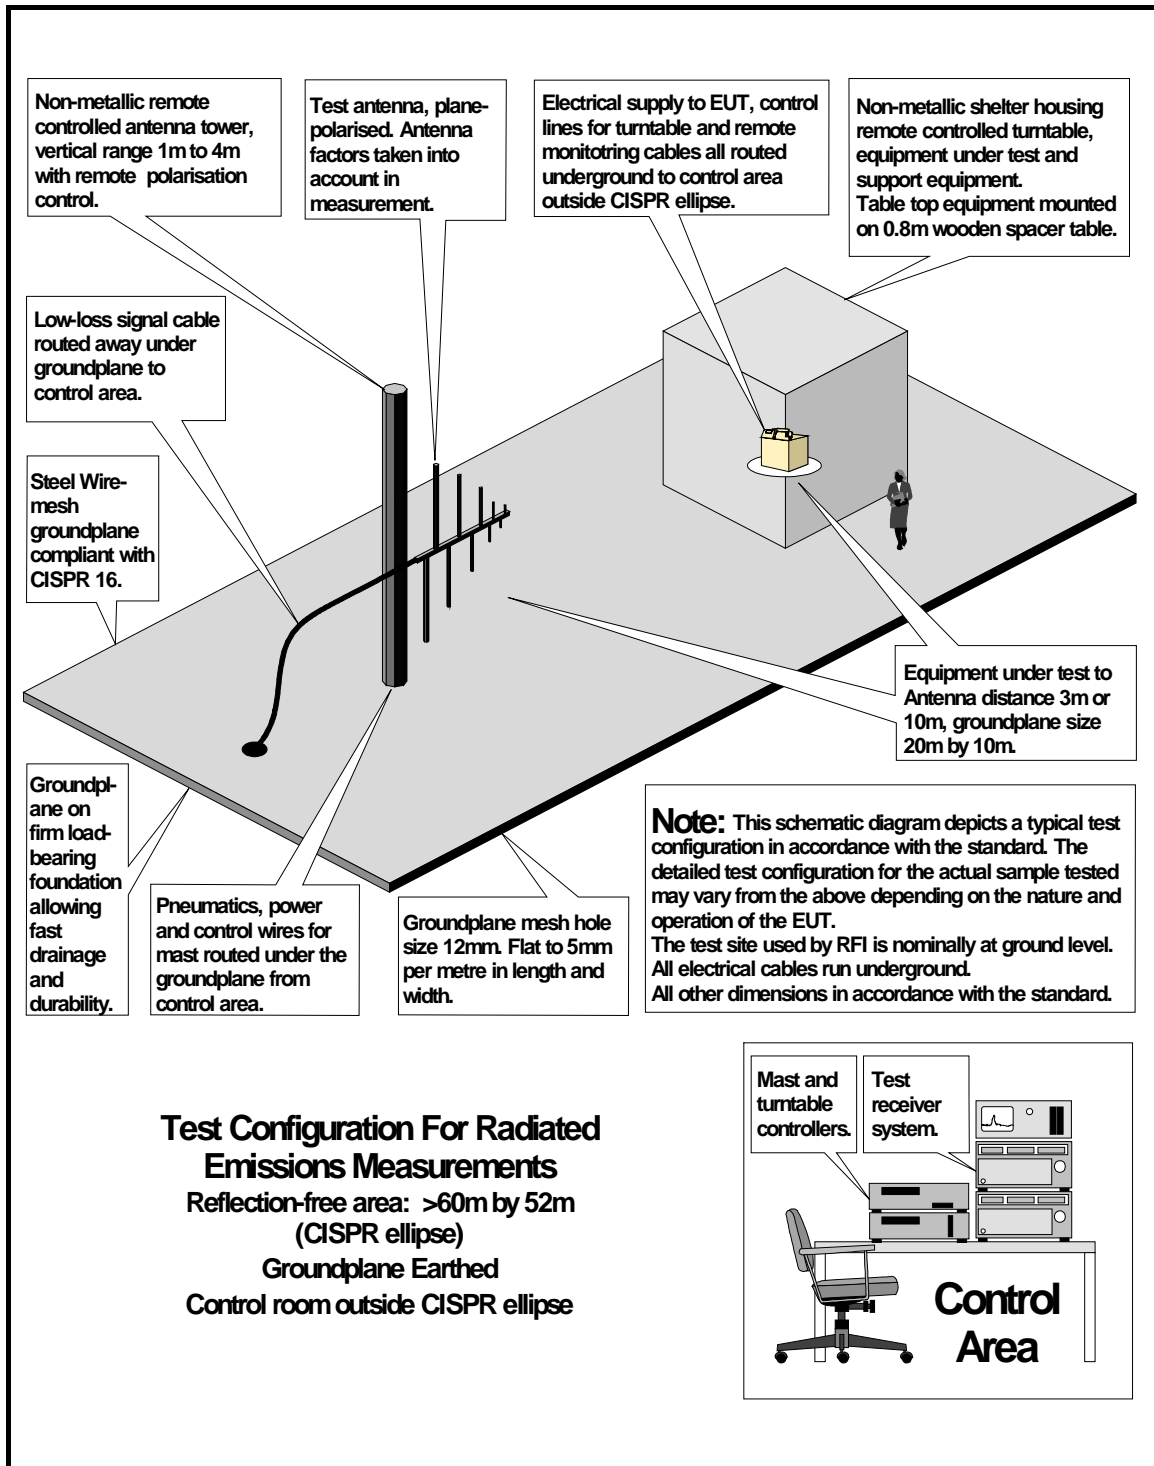 Non-metallic remote
controlled antenna tower,
vertical range 1m to 4m
with remote polarisation
control.
Test antenna, plane-
polarised. Antenna
factors taken into
account in
measurement.
Electrical supply to EUT, control
lines for turntable and remote
monitotring cables all routed
underground to control area
outside CISPR ellipse.
Non-metallic shelter housing
remote controlled turntable,
equipment under test and
support equipment.
Table top equipment mounted
on 0.8m wooden spacer table.
Low-loss signal cable
routed away under
groundplane to
control area.
Steel Wire-
mesh
groundplane
compliant with
CISPR 16.
Equipment under test to
Antenna distance 3m or
10m, groundplane size
20m by 10m.
Groundpl-
ane on
firm load-
bearing
foundation
allowing
fast
drainage
and
durability.
Pneumatics, power
and control wires for
mast routed under the
groundplane from
control area.
Groundplane mesh hole
size 12mm. Flat to 5mm
per metre in length and
width.
Note: This schematic diagram depicts a typical test
configuration in accordance with the standard. The
detailed test configuration for the actual sample tested
may vary from the above depending on the nature and
operation of the EUT.
The test site used by RFI is nominally at ground level.
All electrical cables run underground.
All other dimensions in accordance with the standard.
Test Configuration For Radiated
Emissions Measurements
Reflection-free area: >60m by 52m
(CISPR ellipse)
Groundplane Earthed
Control room outside CISPR ellipse
Mast and
turntable
controllers.
Test
receiver
system.
Control
Area